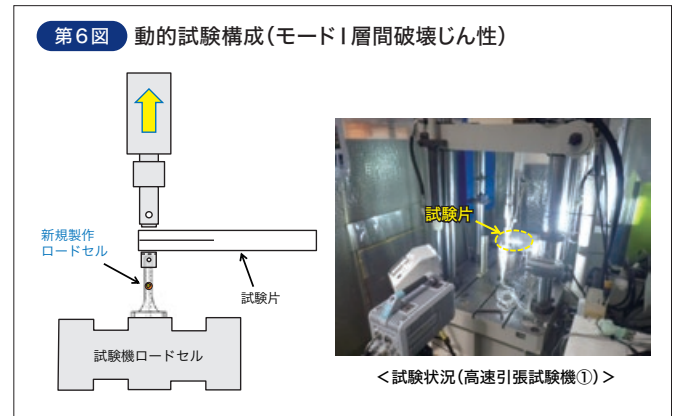 第6図 動的試験構成(モードⅠ層間破壊じん性)
新規製作
ロードセル
試験片
試験機ロードセル
試験片
<試験状況(高速引張試験機①)>